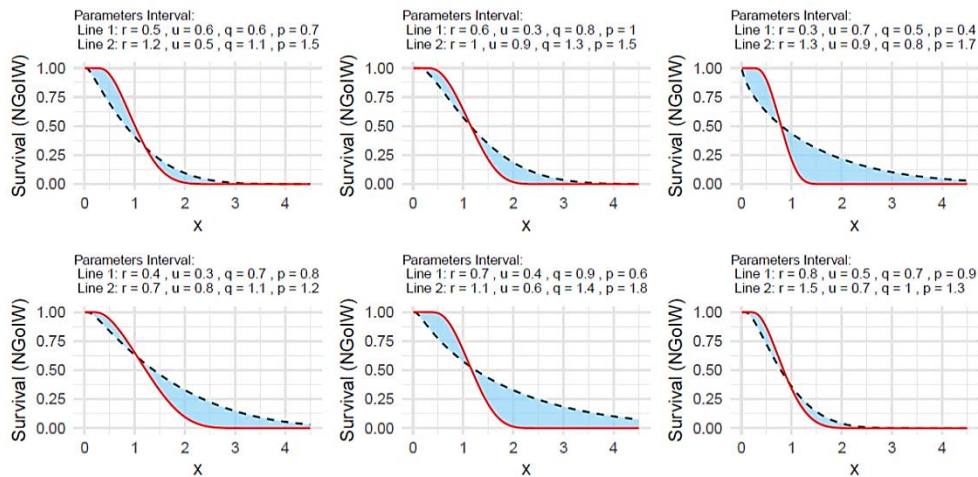 Parameters Interval:
Line 1: r = 0.5 , u = 0.6 , q = 0.6 , p = 0.7
Line 2: r = 1.2 , u = 0.5 , q = 1.1 , p = 1.5
1.00
0.75
0.50
0.25
0.00
Survival (NGoIW)
0 1 2 3 4
X
Parameters Interval:
Line 1: r = 0.6 , u = 0.3 , q = 0.8 , p = 1
Line 2: r = 1 , u = 0.9 , q = 1.3 , p = 1.5
1.00
0.75
0.50
0.25
0.00
Survival (NGoIW)
0 1 2 3 4
X
Parameters Interval:
Line 1: r = 0.3 , u = 0.7 , q = 0.5 , p = 0.4
Line 2: r = 1.3 , u = 0.9 , q = 0.8 , p = 1.7
1.00
0.75
0.50
0.25
0.00
Survival (NGoIW)
0 1 2 3 4
X
Parameters Interval:
Line 1: r = 0.4 , u = 0.3 , q = 0.7 , p = 0.8
Line 2: r = 0.7 , u = 0.8 , q = 1.1 , p = 1.2
1.00
0.75
0.50
0.25
0.00
Survival (NGoIW)
0 1 2 3 4
X
Parameters Interval:
Line 1: r = 0.7 , u = 0.4 , q = 0.9 , p = 0.6
Line 2: r = 1.1 , u = 0.6 , q = 1.4 , p = 1.8
1.00
0.75
0.50
0.25
0.00
Survival (NGoIW)
0 1 2 3 4
X
Parameters Interval:
Line 1: r = 0.8 , u = 0.5 , q = 0.7 , p = 0.9
Line 2: r = 1.5 , u = 0.7 , q = 1 , p = 1.3
1.00
0.75
0.50
0.25
0.00
Survival (NGoIW)
0 1 2 3 4
X